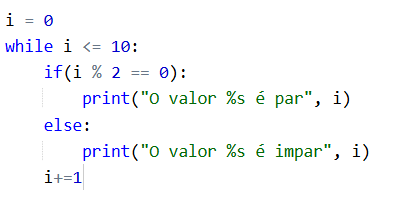 i = 0
while i <= 10:
    if(i % 2 == 0):
        print("O valor %s é par", i)
    else:
        print("O valor %s é impar", i)
    i+=1